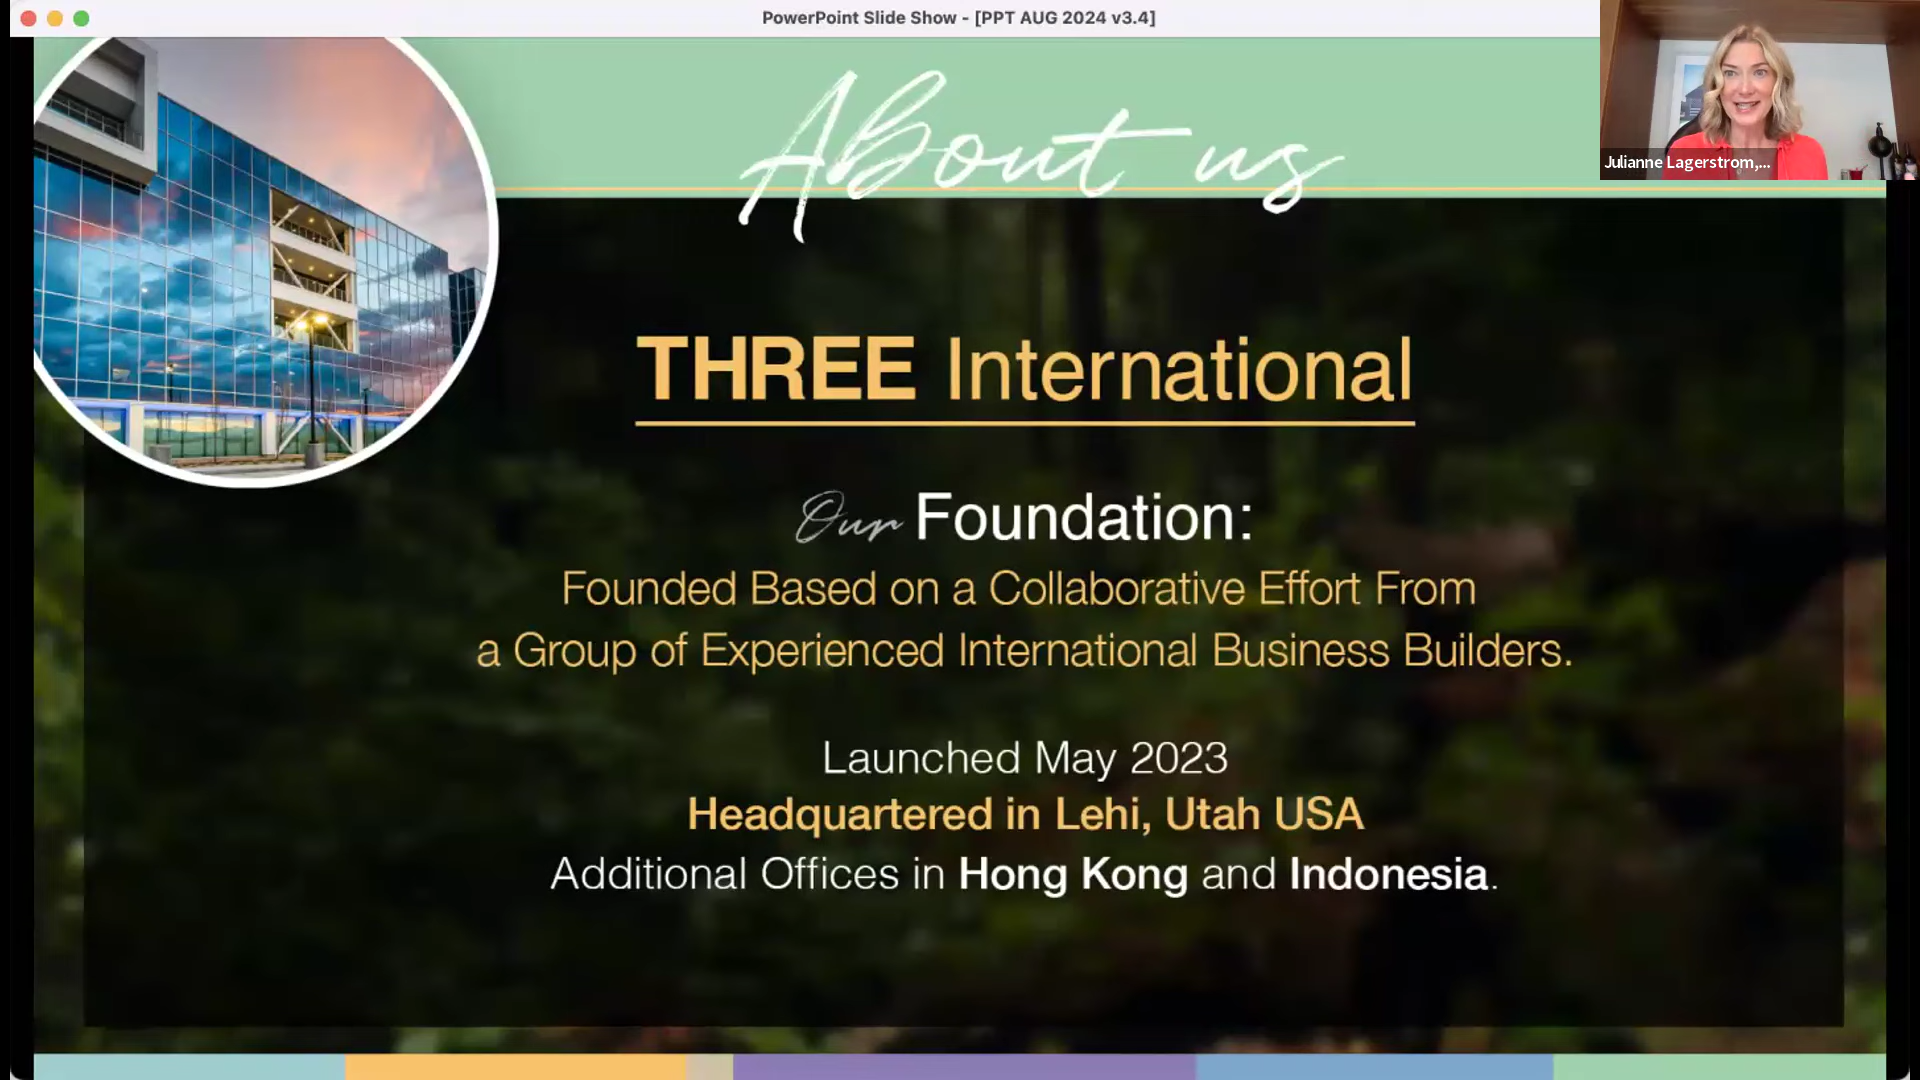 PowerPoint Slide Show - [PPT AUG 2024 v3.4]
Julianne Lagerstrom,...
About us
THREE International
Our Foundation:
Founded Based on a Collaborative Effort From
a Group of Experienced International Business Builders.
Launched May 2023
Headquartered in Lehi, Utah USA
Additional Offices in Hong Kong and Indonesia.